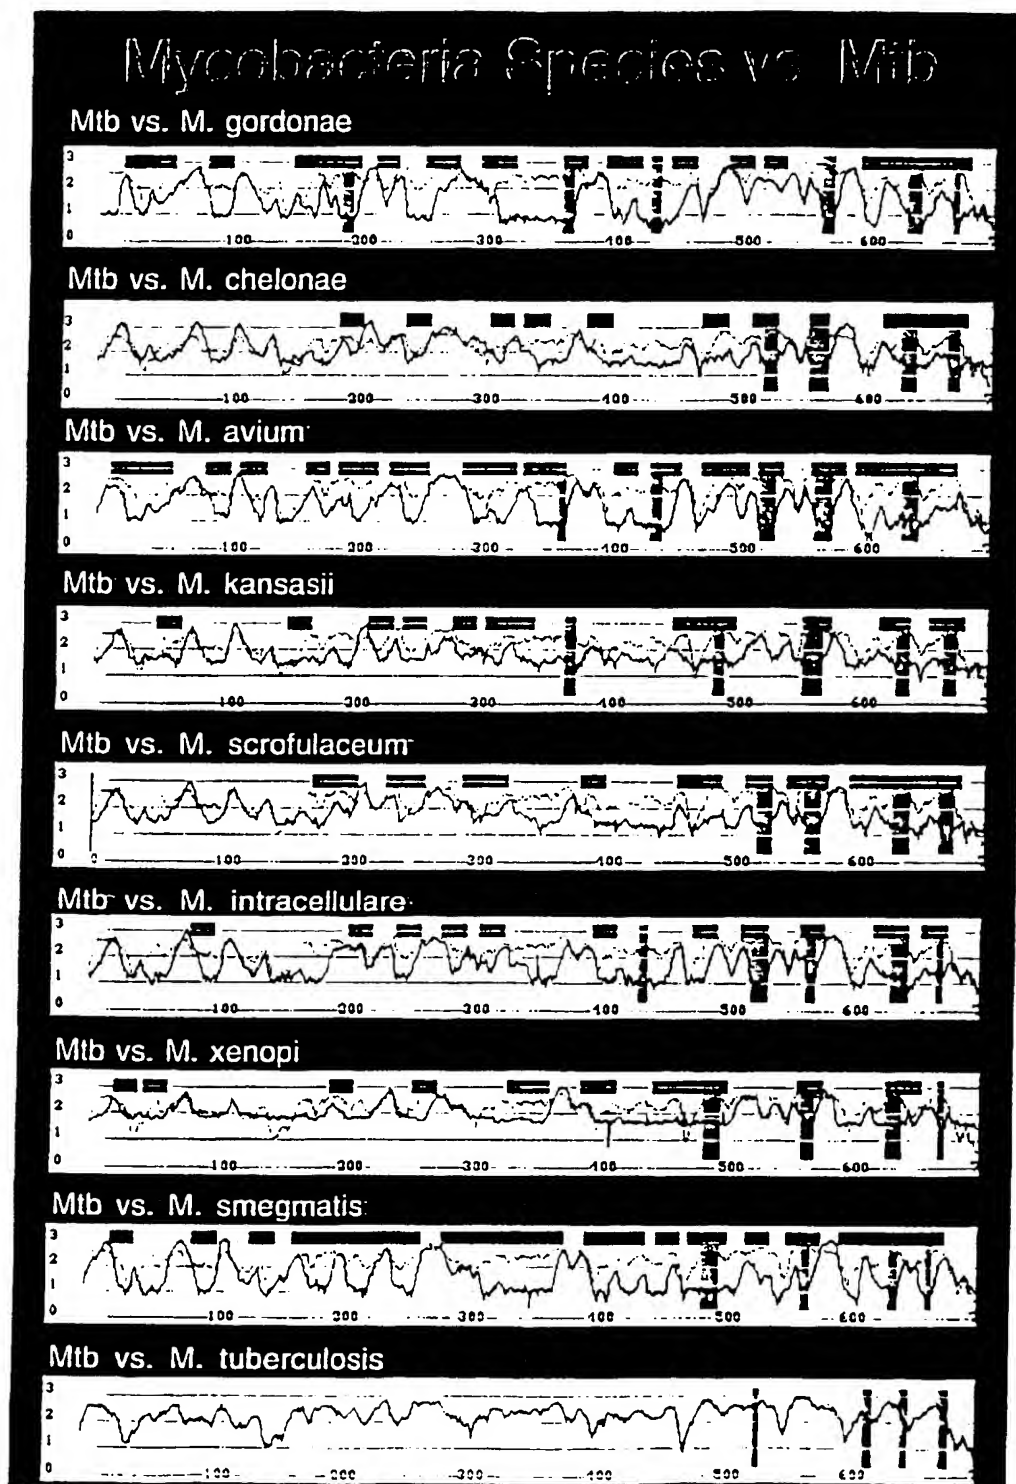 Mycobacteria Species vs. Mtb
Mtb vs. M. gordonae
3
2
1
0 100 200 300 400 500 600
Mtb vs. M. chelonae
3
2
1
0 100 200 300 400 500 600
Mtb vs. M. avium
3
2
1
0 100 200 300 400 500 600
Mtb vs. M. kansasii
3
2
1
0 100 200 300 400 500 600
Mtb vs. M. scrofulaceum
3
2
1
0 0 100 200 300 400 500 600
Mtb vs. M. intracellulare
3
2
1
0 100 200 300 400 500 600
Mtb vs. M. xenopi
3
2
1
0 100 200 300 400 500 600
Mtb vs. M. smegmatis
3
2
1
0 100 200 300 400 500 600
Mtb vs. M. tuberculosis
3
2
1
100 200 300 400 500 600